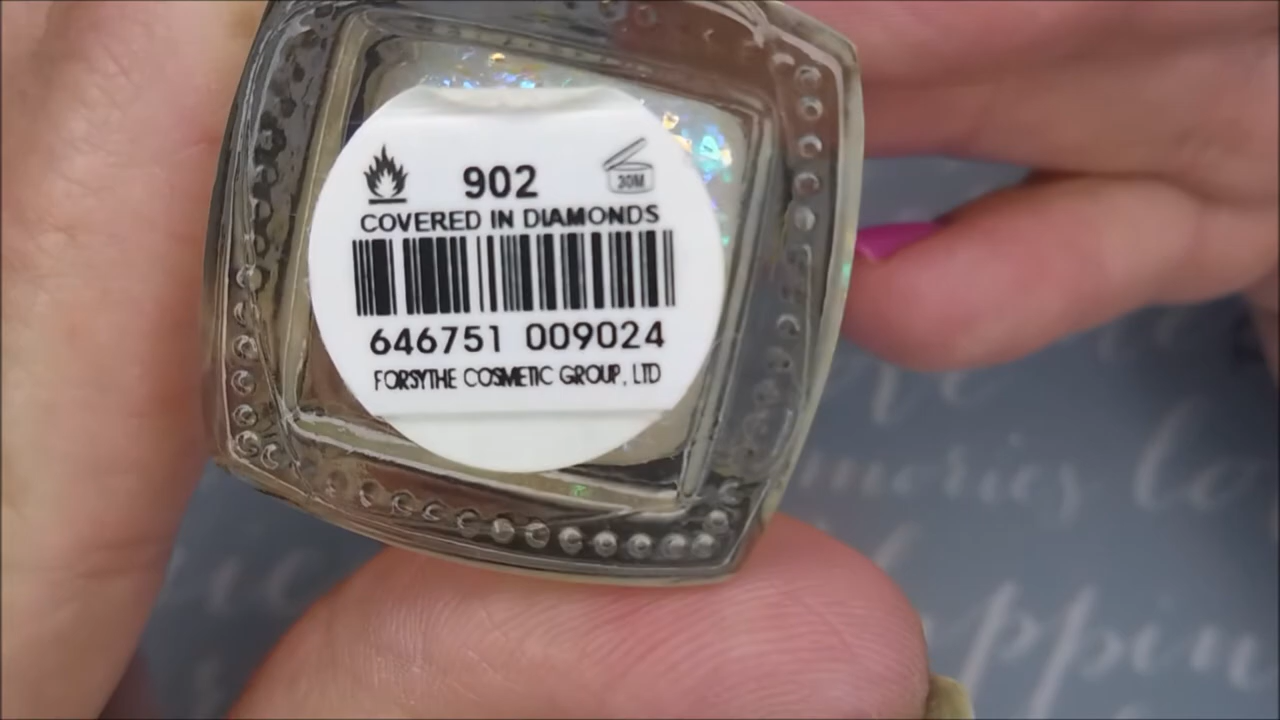 902
30M
COVERED IN DIAMONDS
646751 009024
FORSYTHE COSMETIC GROUP, LTD